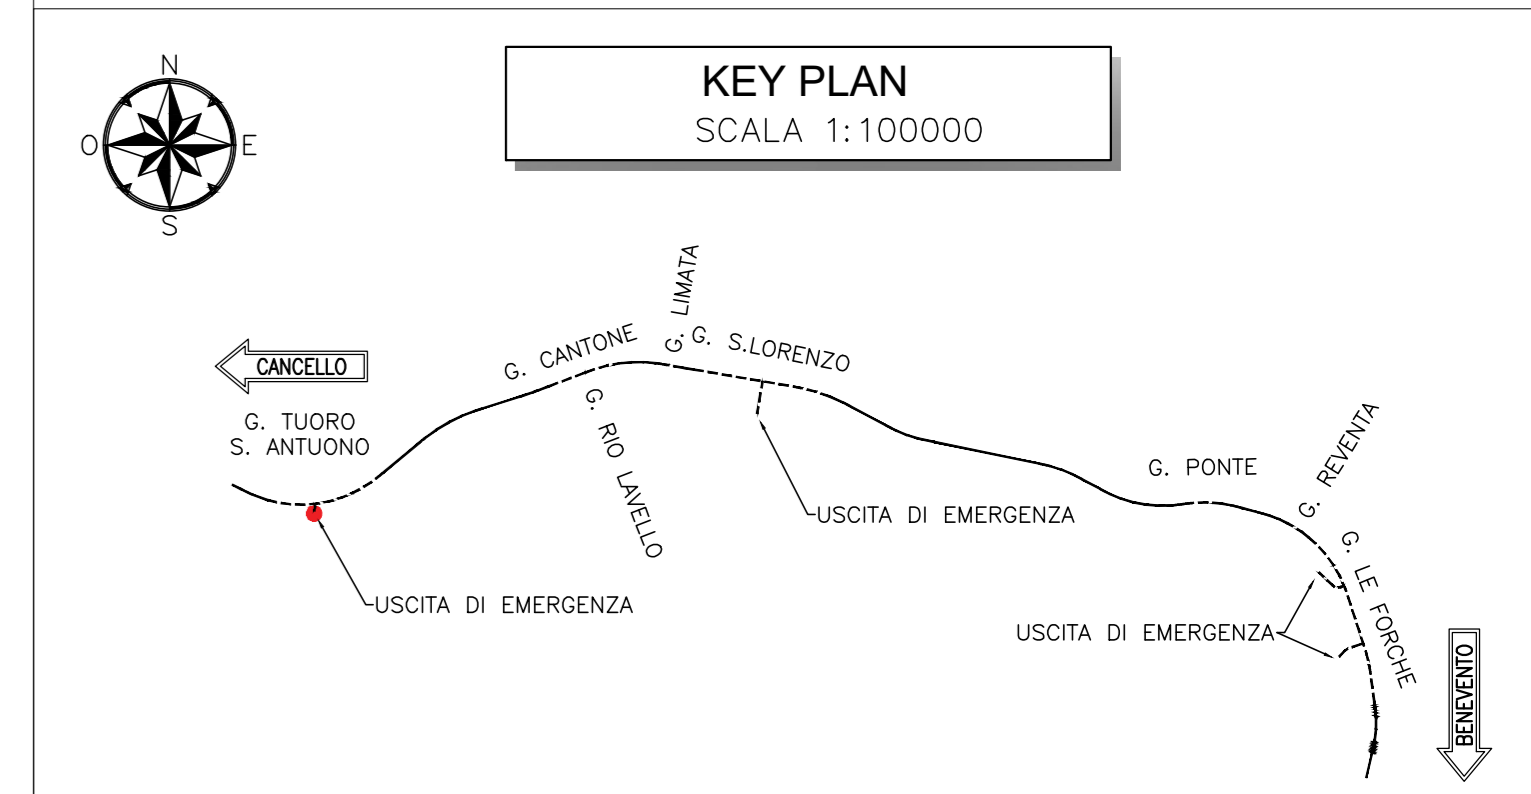 KEY PLAN
SCALA 1:100000
N
O
E
S
G. LIMATA
G. CANTONE
G. S.LORENZO
CANCELLO
G. TUORO
S. ANTUONO
G. RIO LAVELLO
G. PONTE
G. REVENTA
USCITA DI EMERGENZA
G. LE FORCHE
USCITA DI EMERGENZA
USCITA DI EMERGENZA
BENEVENTO